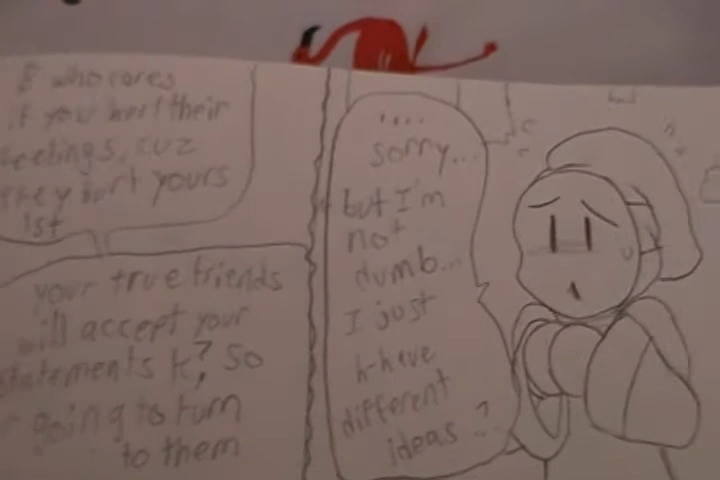 & who cares
if you hurt their
feelings, cuz
they hurt yours
1st
your true friends
will accept your
statements k? So
going to turn
to them
....
sorry...
but I'm
not
dumb...
I just
h-have
different
ideas..?